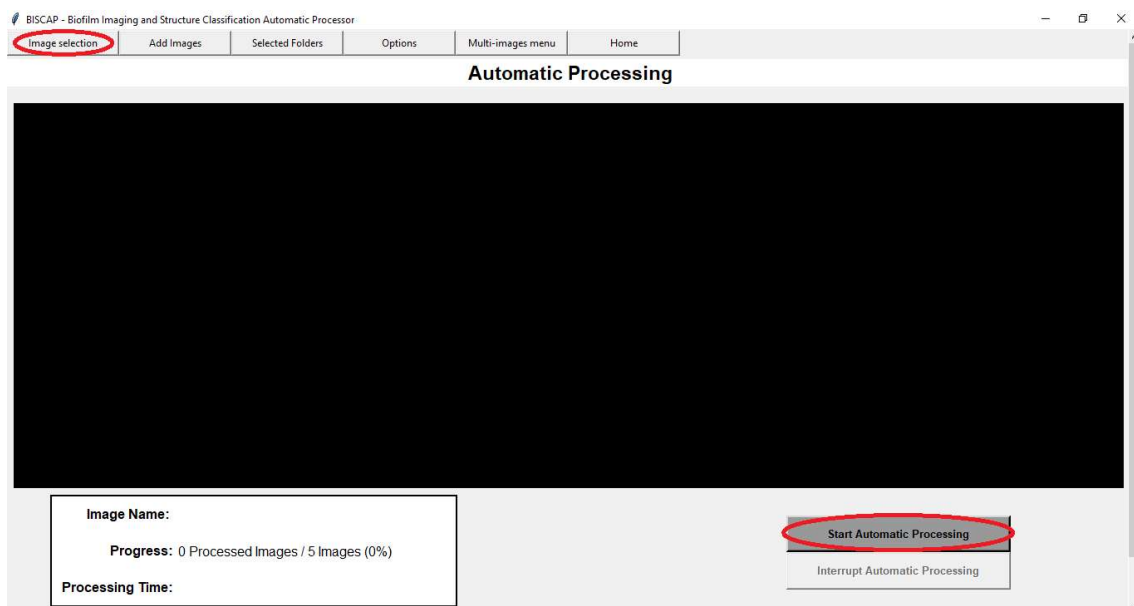 BISCAP - Biofilm Imaging and Structure Classification Automatic Processor
Image selection Add Images Selected Folders Options Multi-images menu Home
Automatic Processing
Image Name:
Progress: 0 Processed Images / 5 Images (0%)
Processing Time:
Start Automatic Processing
Interrupt Automatic Processing